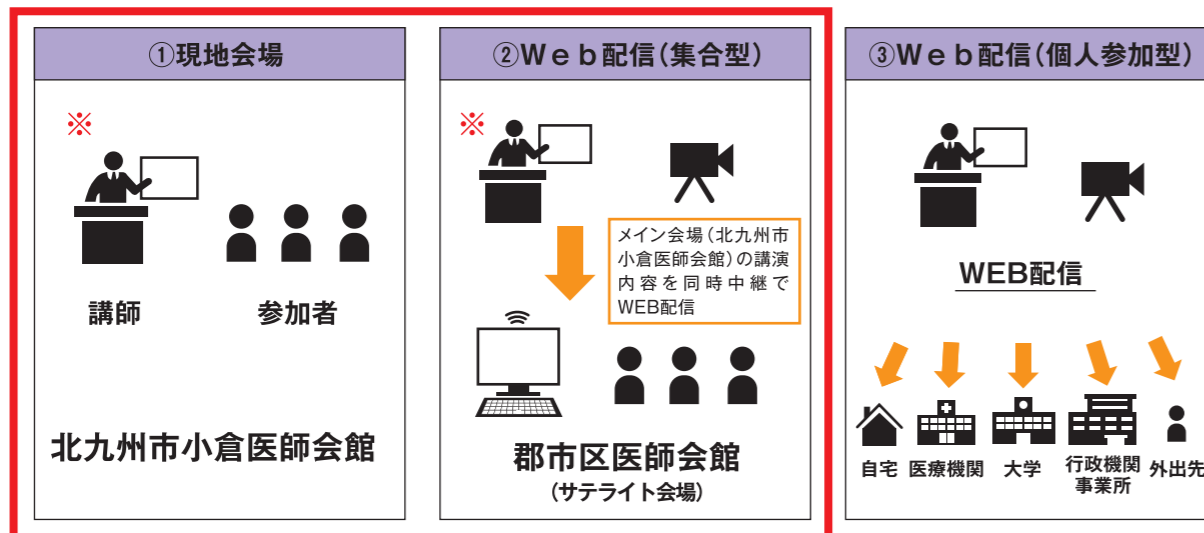 ①現地会場
※
講師
参加者
北九州市小倉医師会館
②Web配信(集合型)
※
メイン会場(北九州市
小倉医師会館)の講演
内容を同時中継で
WEB配信
郡市区医師会館
(サテライト会場)
③Web配信(個人参加型)
WEB配信
自宅
医療機関
大学
行政機関
事業所
外出先